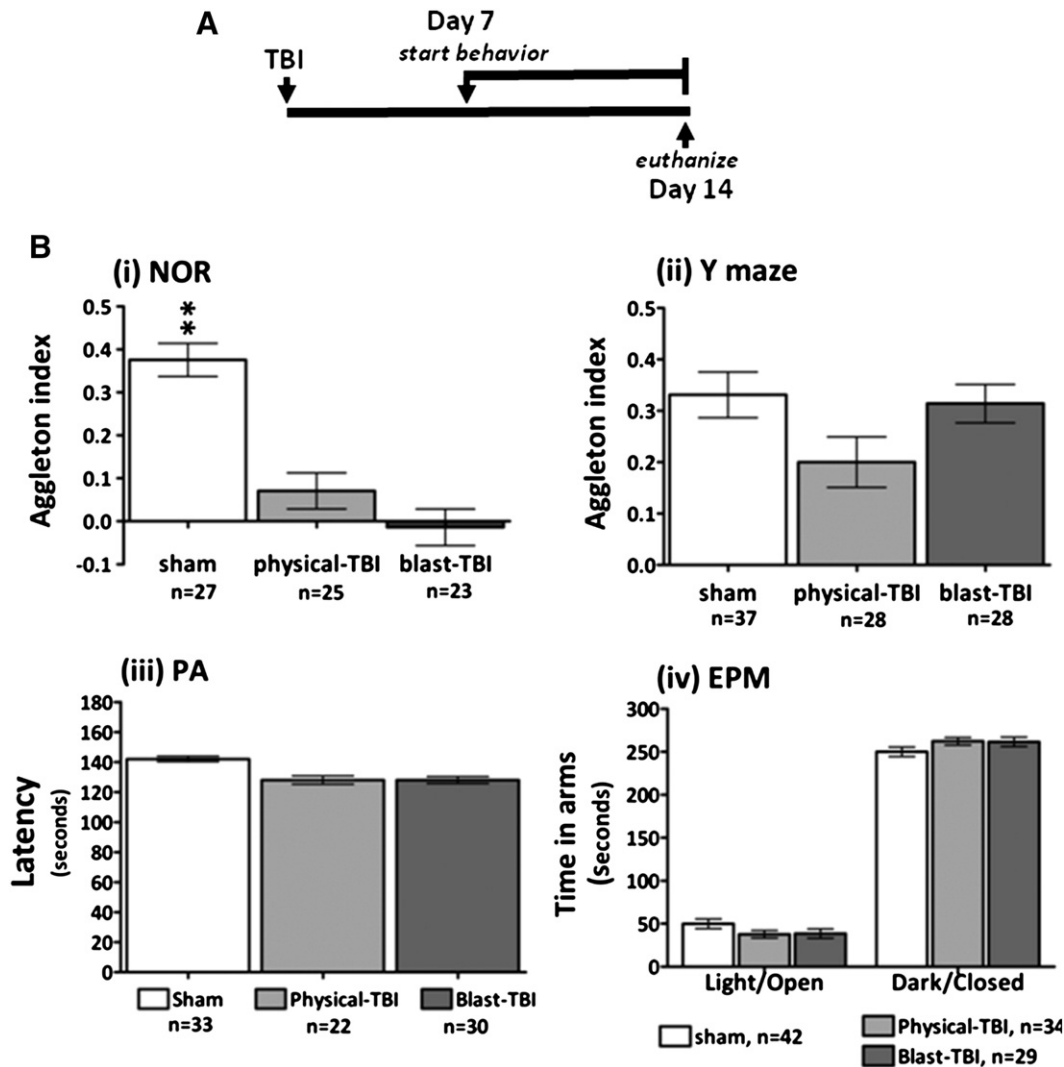 A
Day 7
TBI
start behavior
euthanize
Day 14
B
(i) NOR
**
Aggleton index
0.5
0.4
0.3
0.2
0.1
0.0
-0.1
sham
physical-TBI
blast-TBI
n=27
n=25
n=23
(ii) Y maze
Aggleton index
0.5
0.4
0.3
0.2
0.1
0.0
sham
physical-TBI
blast-TBI
n=37
n=28
n=28
(iii) PA
Latency
(seconds)
180
160
140
120
100
80
60
40
20
0
Sham
Physical-TBI
Blast-TBI
n=33
n=22
n=30
(iv) EPM
Time in arms
(seconds)
300
250
200
150
100
50
0
Light/Open
Dark/Closed
sham, n=42
Physical-TBI, n=34
Blast-TBI, n=29